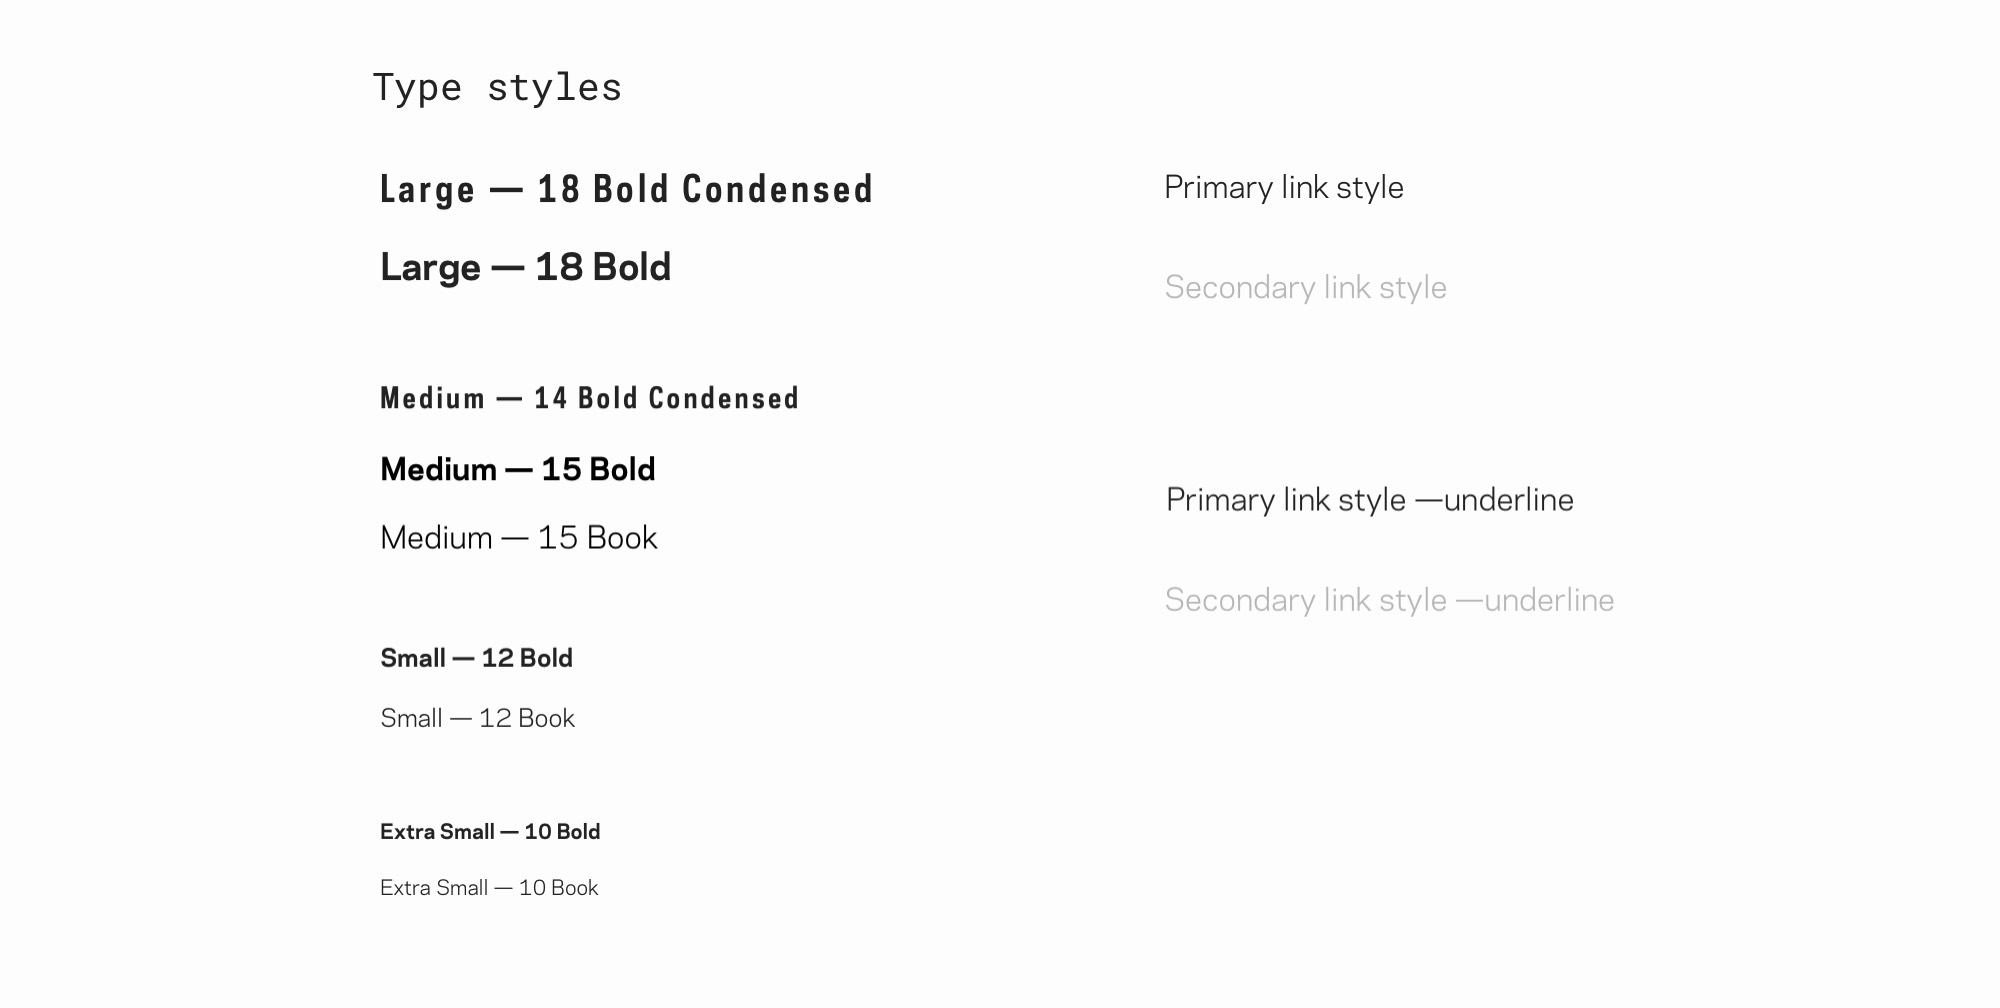 Type styles
Large — 18 Bold Condensed
Large — 18 Bold
Medium — 14 Bold Condensed
Medium — 15 Bold
Medium — 15 Book
Small — 12 Bold
Small — 12 Book
Extra Small — 10 Bold
Extra Small — 10 Book
Primary link style
Secondary link style
Primary link style —underline
Secondary link style —underline